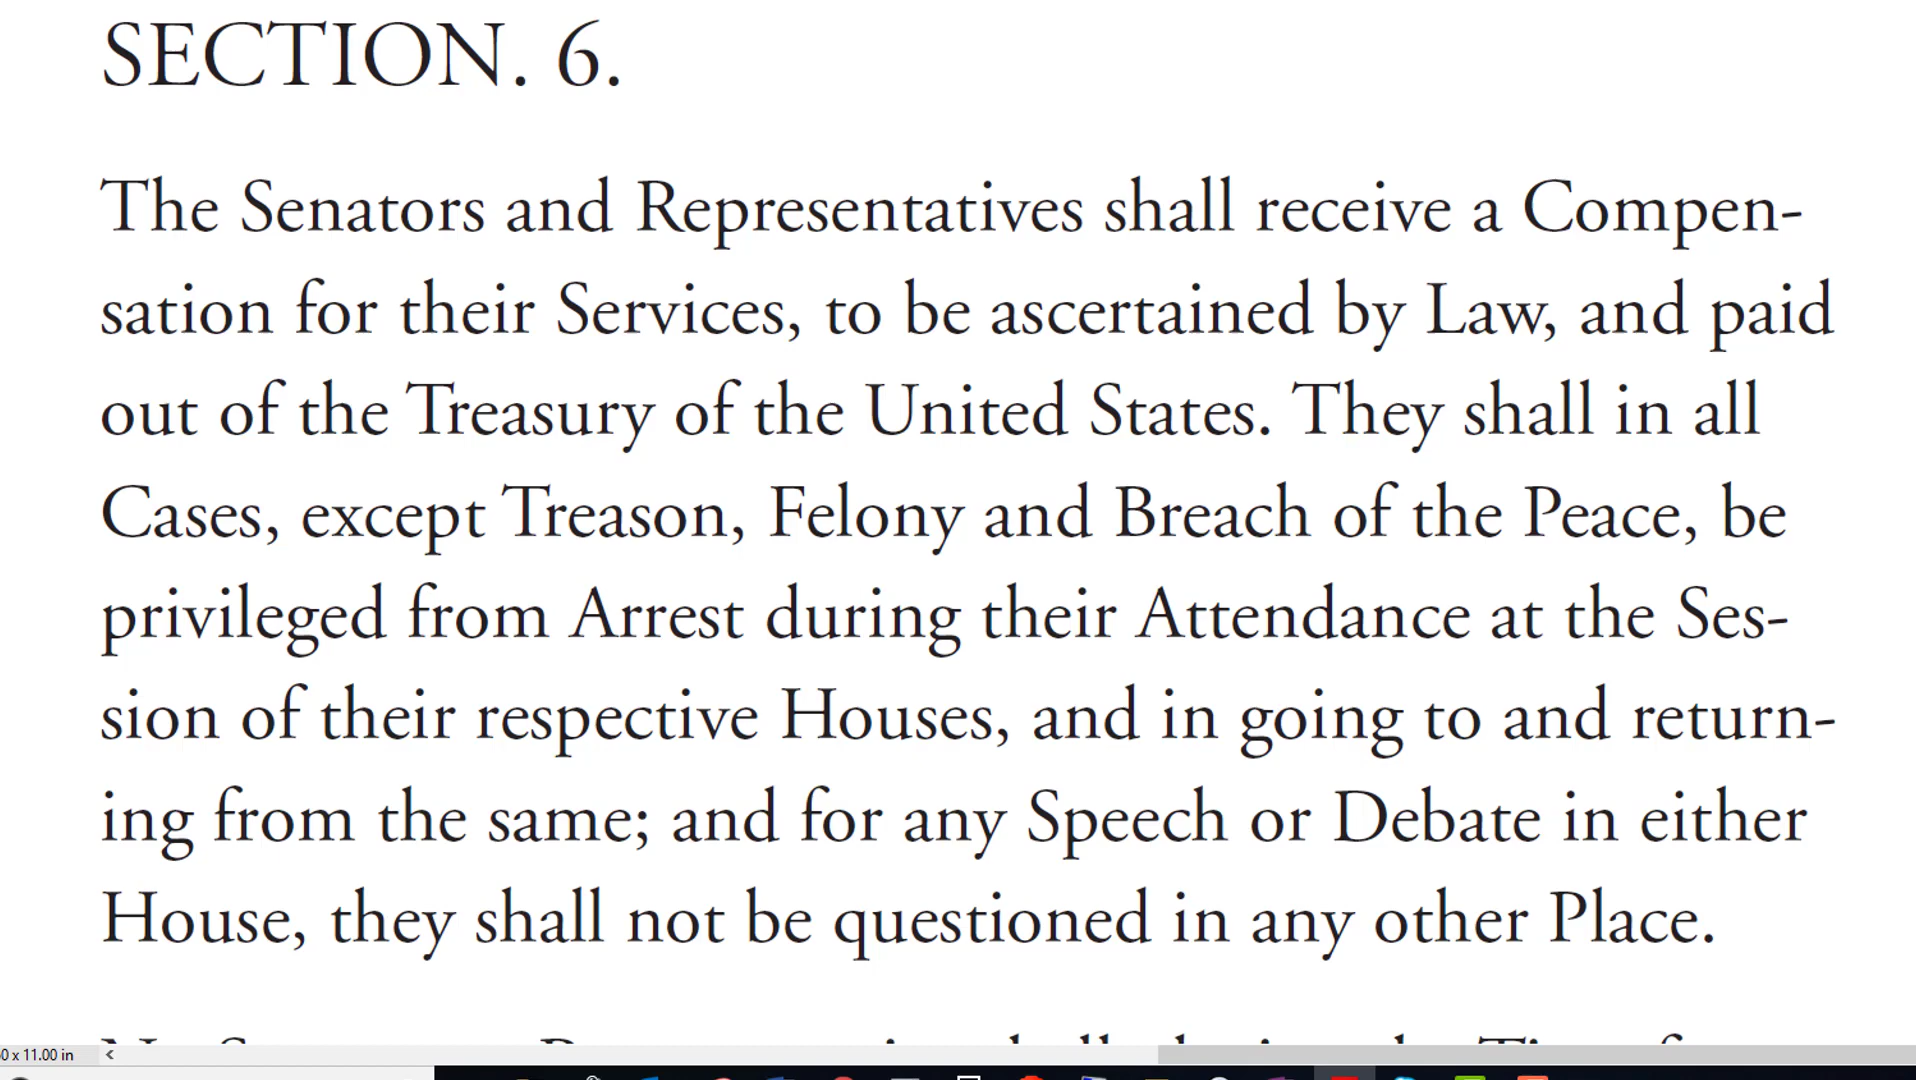 SECTION. 6.
The Senators and Representatives shall receive a Compen-
sation for their Services, to be ascertained by Law, and paid
out of the Treasury of the United States. They shall in all
Cases, except Treason, Felony and Breach of the Peace, be
privileged from Arrest during their Attendance at the Ses-
sion of their respective Houses, and in going to and return-
ing from the same; and for any Speech or Debate in either
House, they shall not be questioned in any other Place.
0 x 11.00 in <